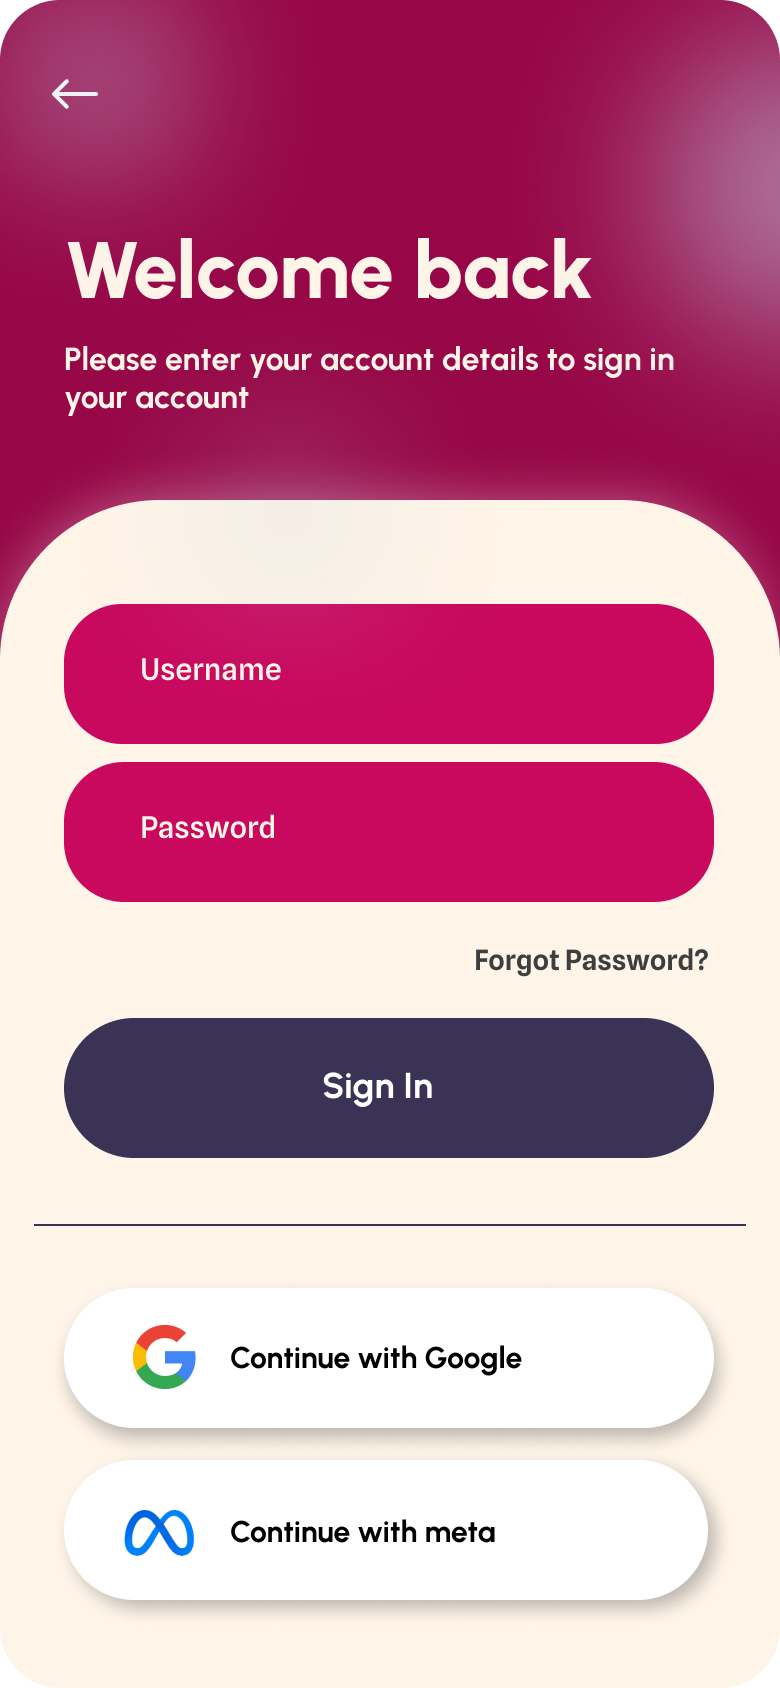 Welcome back
Please enter your account details to sign in
your account
Username
Password
Forgot Password?
Sign In
Continue with Google
Continue with meta